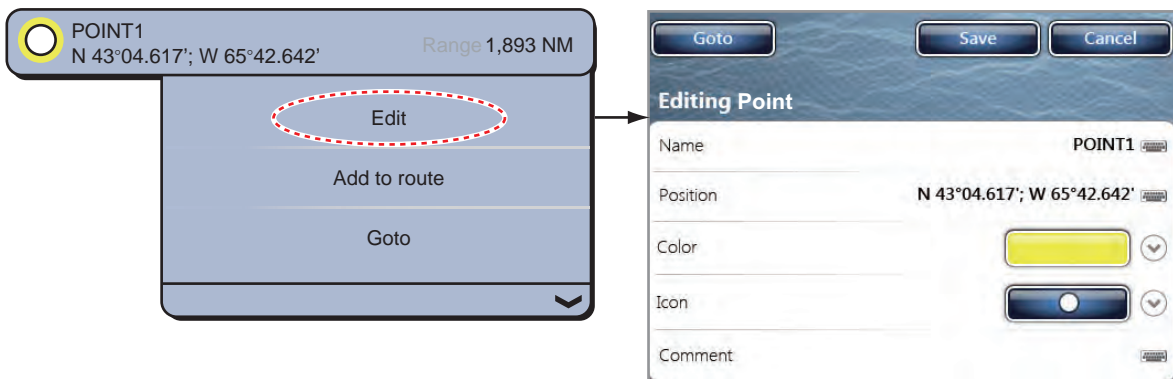 POINT1
N 43°04.617’; W 65°42.642’
Range 1,893 NM
Edit
Add to route
Goto
Goto
Save
Cancel
Editing Point
Name
POINT1
Position
N 43°04.617'; W 65°42.642'
Color
Icon
Comment